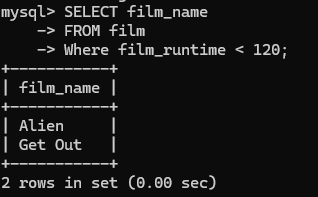 mysql> SELECT film_name
    -> FROM film
    -> Where film_runtime < 120;
+-----------+
| film_name |
+-----------+
| Alien     |
| Get Out   |
+-----------+
2 rows in set (0.00 sec)